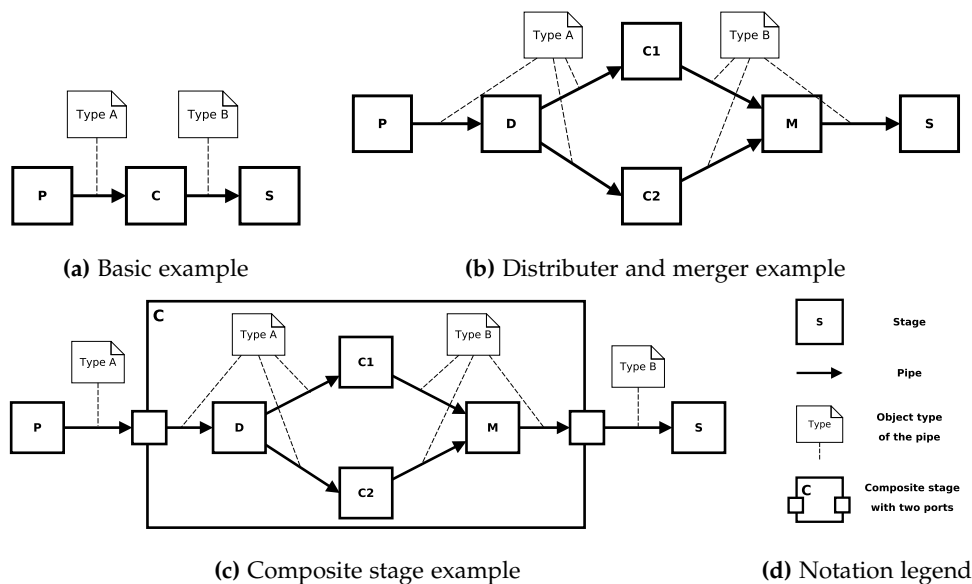 Type A
Type B
P
C
S
(a) Basic example
Type A
Type B
C1
P
D
M
S
C2
(b) Distributer and merger example
C
Type A
Type A
Type B
Type B
C1
P
D
M
S
C2
(c) Composite stage example
S
Stage
Pipe
Type
Object type
of the pipe
C
Composite stage
with two ports
(d) Notation legend